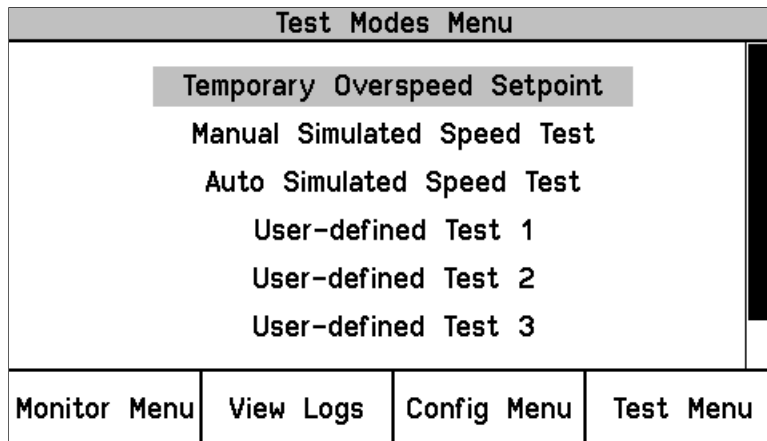 Test Modes Menu
Temporary Overspeed Setpoint
Manual Simulated Speed Test
Auto Simulated Speed Test
User-defined Test 1
User-defined Test 2
User-defined Test 3
Monitor Menu View Logs Config Menu Test Menu